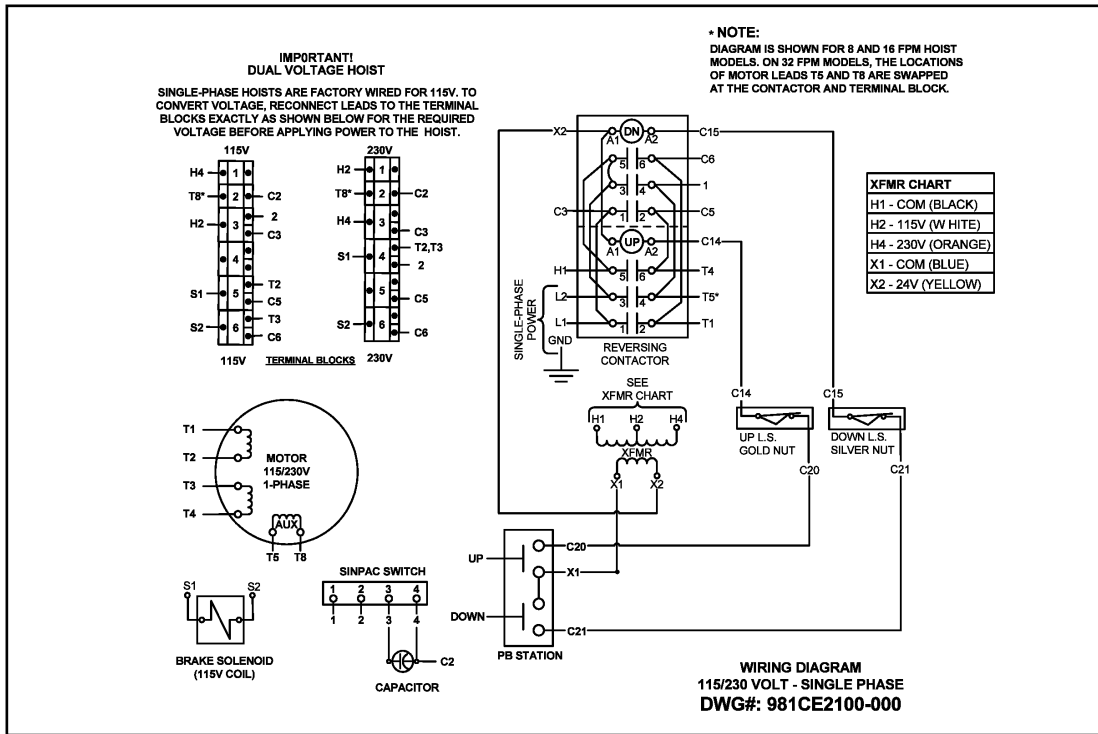 * NOTE:
DIAGRAM IS SHOWN FOR 8 AND 16 FPM HOIST
MODELS. ON 32 FPM MODELS, THE LOCATIONS
OF MOTOR LEADS T5 AND T8 ARE SWAPPED
AT THE CONTACTOR AND TERMINAL BLOCK.
IMPORTANT!
DUAL VOLTAGE HOIST
SINGLE-PHASE HOISTS ARE FACTORY WIRED FOR 115V. TO
CONVERT VOLTAGE, RECONNECT LEADS TO THE TERMINAL
BLOCKS EXACTLY AS SHOWN BELOW FOR THE REQUIRED
VOLTAGE BEFORE APPLYING POWER TO THE HOIST.
115V
H4 1
T8* 2 C2
H2 3 2
C3
4
S1 5 T2
C5
S2 6 T3
C6
115V
230V
H2 1
T8* 2 C2
H4 3
C3
S1 4 T2,T3
2
5
C5
S2 6
C6
230V
TERMINAL BLOCKS
X2 A1 DN A2 C15
5 6 C6
3 4 1
C3 1 2 C5
A1 UP A2 C14
H1 5 6 T4
L2 3 4 T5*
L1 1 2 T1
GND
SINGLE-PHASE
POWER
REVERSING
CONTACTOR
XFMR CHART
H1 - COM (BLACK)
H2 - 115V (W HITE)
H4 - 230V (ORANGE)
X1 - COM (BLUE)
X2 - 24V (YELLOW)
SEE
XFMR CHART
H1 H2 H4
XFMR
X1 X2
C14
UP L.S.
GOLD NUT
C20
C15
DOWN L.S.
SILVER NUT
C21
T1
T2
T3
T4
MOTOR
115/230V
1-PHASE
AUX
T5 T8
S1 S2
BRAKE SOLENOID
(115V COIL)
SINPAC SWITCH
1 2 3 4
1 2 3 4
C2
CAPACITOR
UP
C20
X1
DOWN
C21
PB STATION
WIRING DIAGRAM
115/230 VOLT - SINGLE PHASE
DWG#: 981CE2100-000